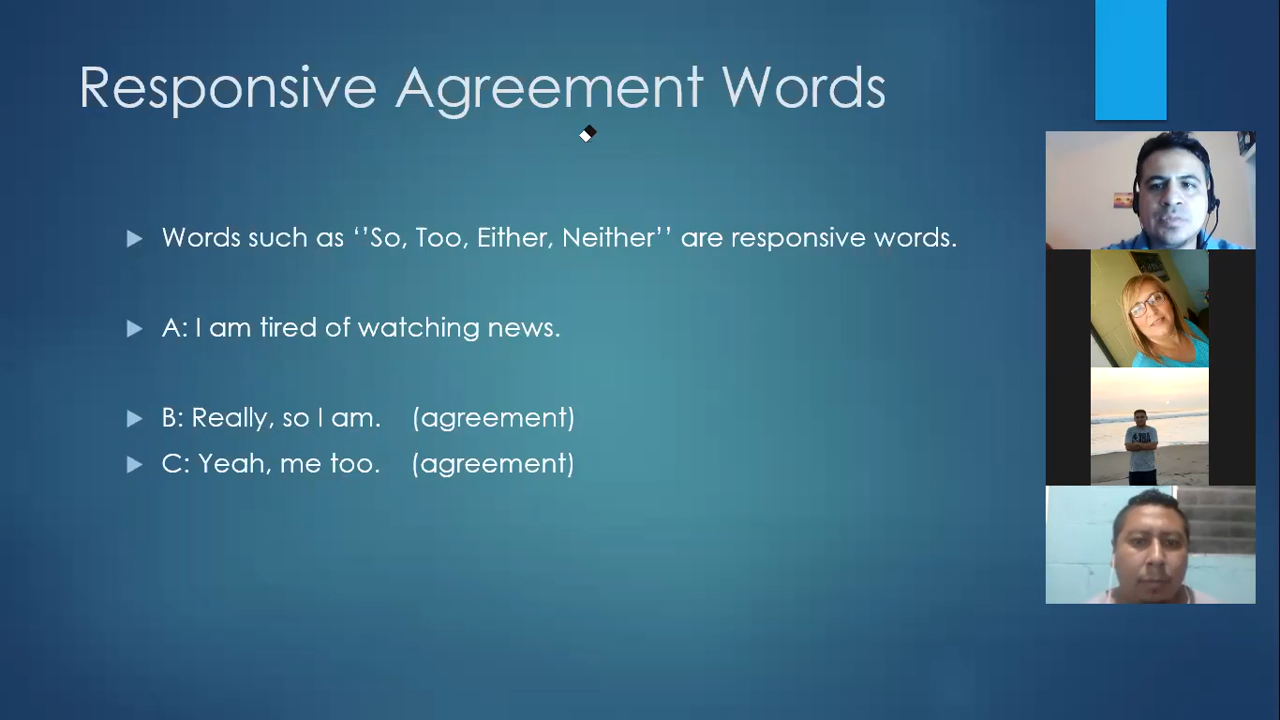 Responsive Agreement Words
Words such as ‘’So, Too, Either, Neither’’ are responsive words.
A: I am tired of watching news.
B: Really, so I am. (agreement)
C: Yeah, me too. (agreement)